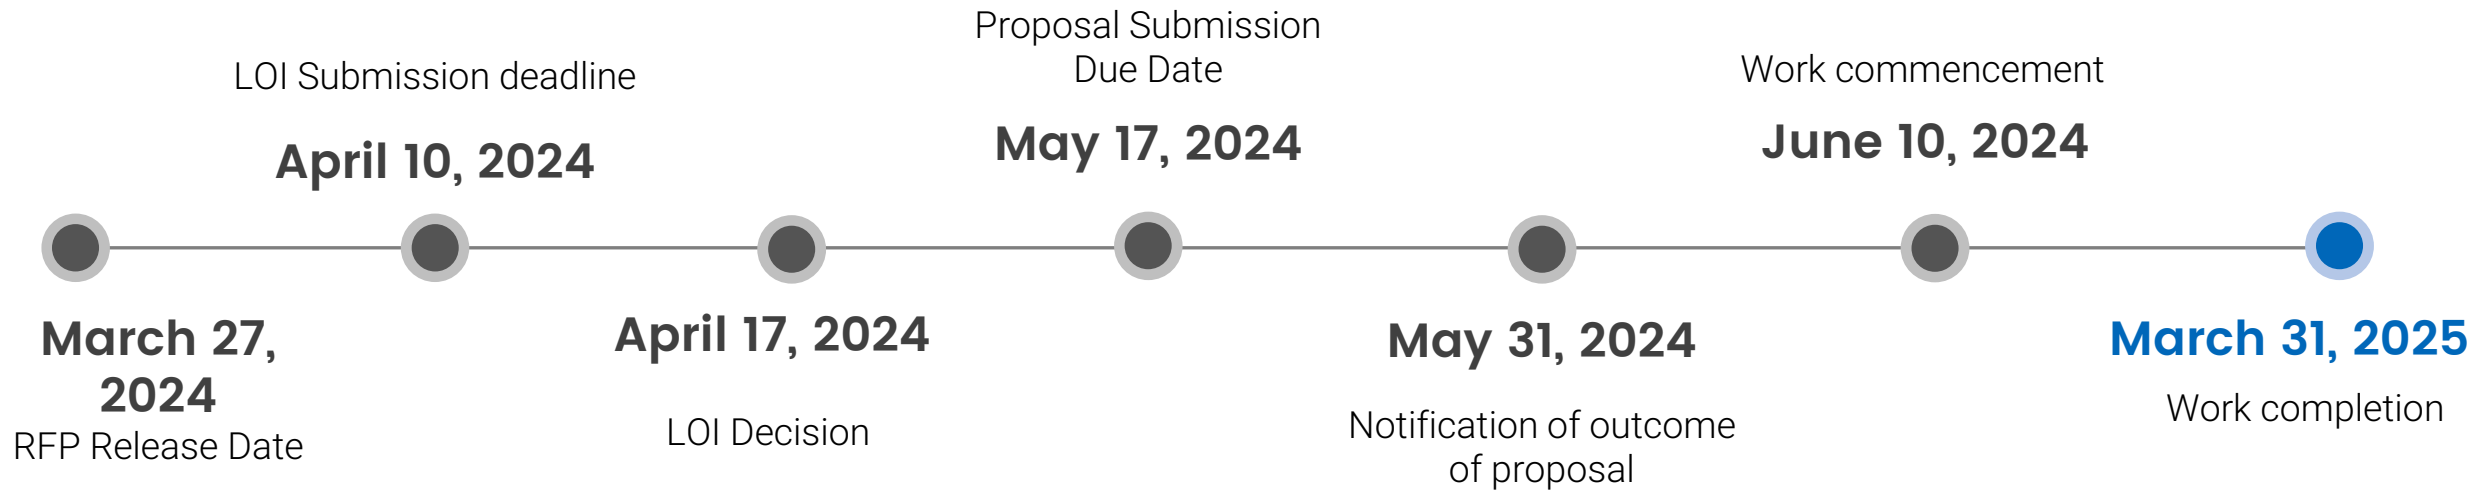 RFP Release Date
March 27,
2024
LOI Submission deadline
April 10, 2024
April 17, 2024
LOI Decision
Proposal Submission
Due Date
May 17, 2024
May 31, 2024
Notification of outcome
of proposal
Work commencement
June 10, 2024
March 31, 2025
Work completion